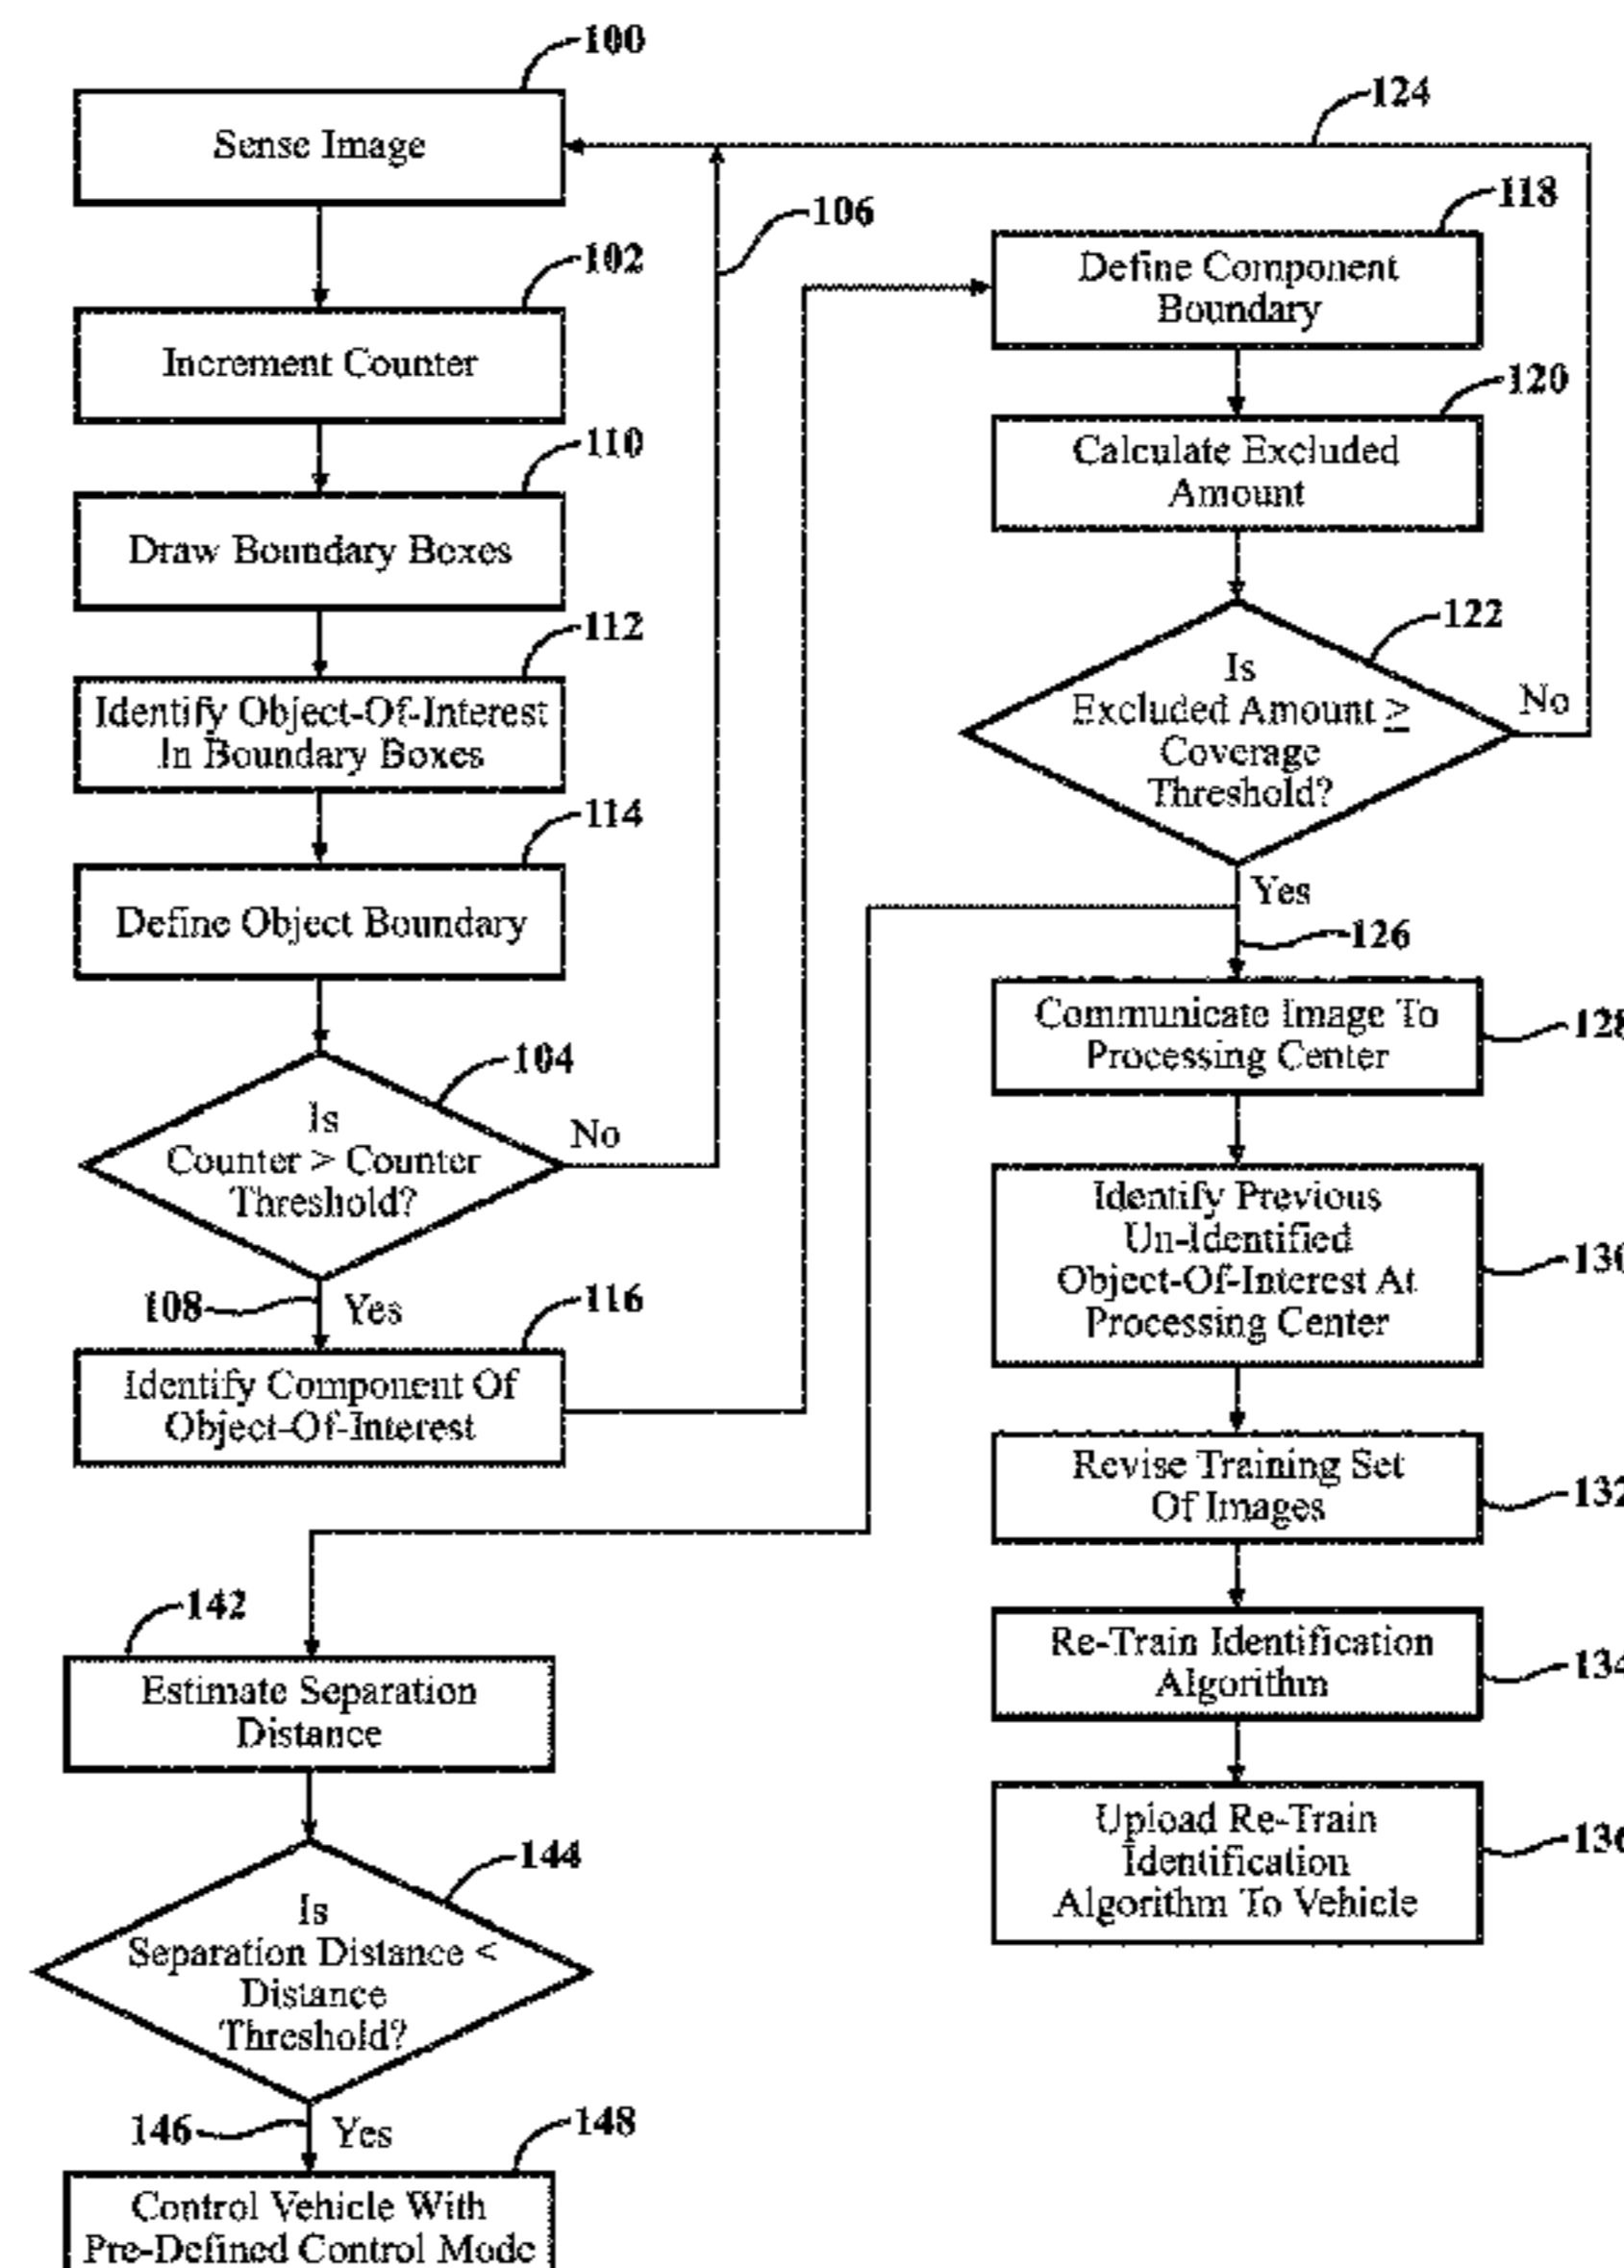 100
Sense Image
102
Increment Counter
110
Draw Boundary Boxes
112
Identify Object-Of-Interest
In Boundary Boxes
114
Define Object Boundary
104
Is
Counter > Counter
Threshold?
No
106
108
Yes
116
Identify Component Of
Object-Of-Interest
124
118
Define Component
Boundary
120
Calculate Excluded
Amount
122
Is
Excluded Amount ≥
Coverage
Threshold?
No
Yes
126
Communicate Image To
Processing Center
128
Identify Previous
Un-Identified
Object-Of-Interest At
Processing Center
130
Revise Training Set
Of Images
132
Re-Train Identification
Algorithm
134
Upload Re-Train
Identification
Algorithm To Vehicle
136
142
Estimate Separation
Distance
144
Is
Separation Distance <
Distance
Threshold?
146
Yes
148
Control Vehicle With
Pre-Defined Control Mode